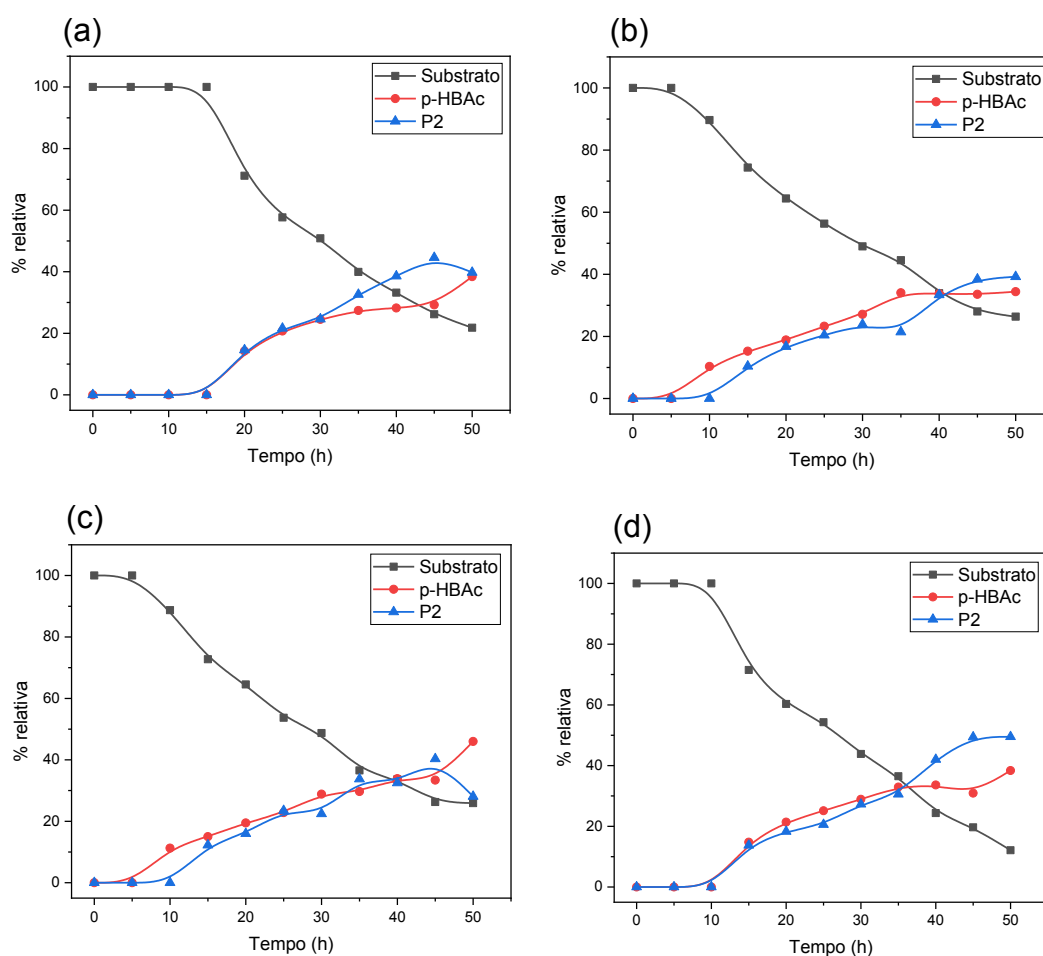 (a)
Substrato
p-HBAc
P2
100
80
60
40
20
0
% relativa
0 10 20 30 40 50
Tempo (h)
(b)
Substrato
p-HBAc
P2
100
80
60
40
20
0
% relativa
0 10 20 30 40 50
Tempo (h)
(c)
Substrato
p-HBAc
P2
100
80
60
40
20
0
% relativa
0 10 20 30 40 50
Tempo (h)
(d)
Substrato
p-HBAc
P2
100
80
60
40
20
0
% relativa
0 10 20 30 40 50
Tempo (h)